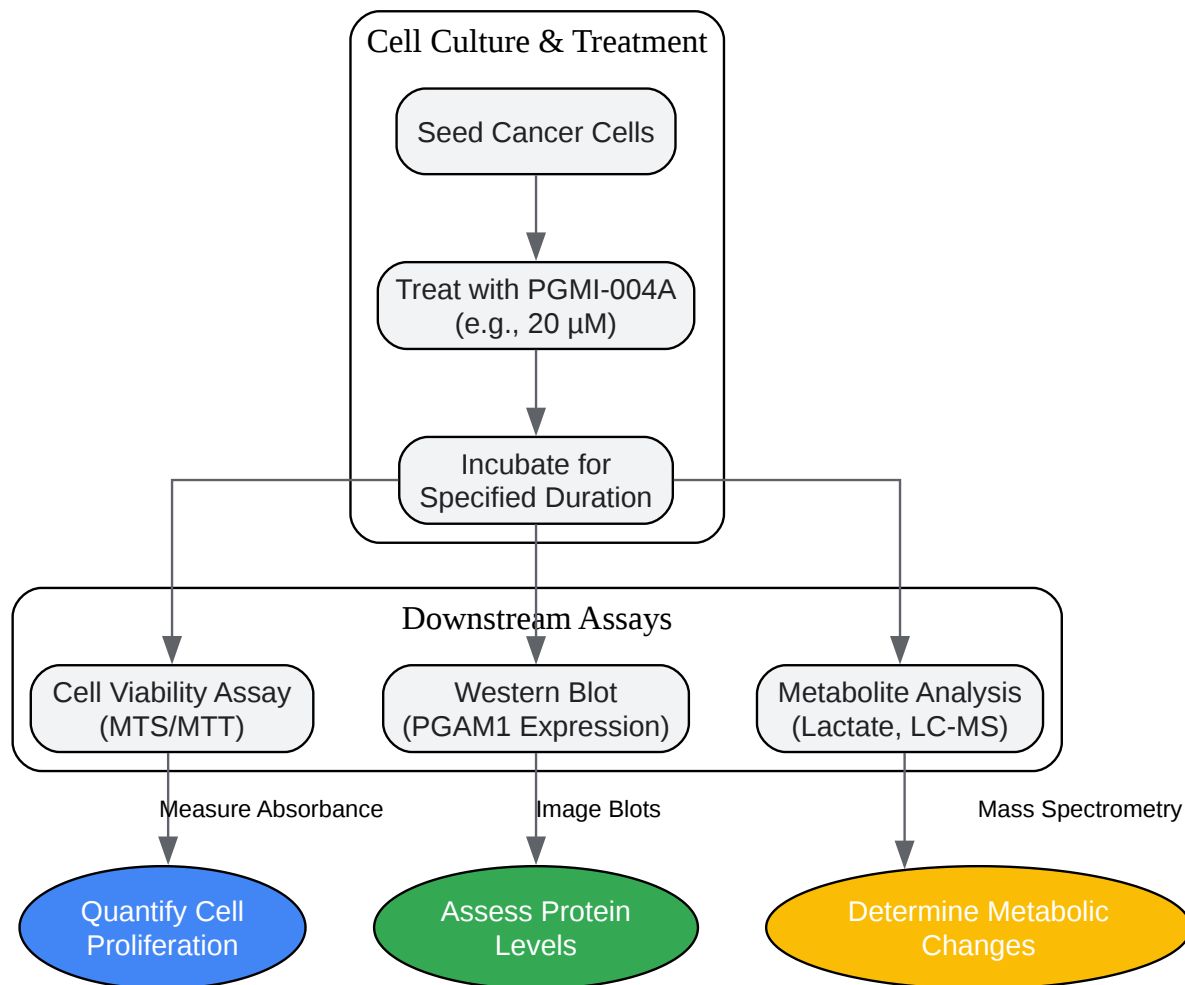 Cell Culture & Treatment
Seed Cancer Cells
Treat with PGMI-004A
(e.g., 20 µM)
Incubate for
Specified Duration
Downstream Assays
Cell Viability Assay
(MTS/MTT)
Western Blot
(PGAM1 Expression)
Metabolite Analysis
(Lactate, LC-MS)
Measure Absorbance
Image Blots
Mass Spectrometry
Quantify Cell
Proliferation
Assess Protein
Levels
Determine Metabolic
Changes